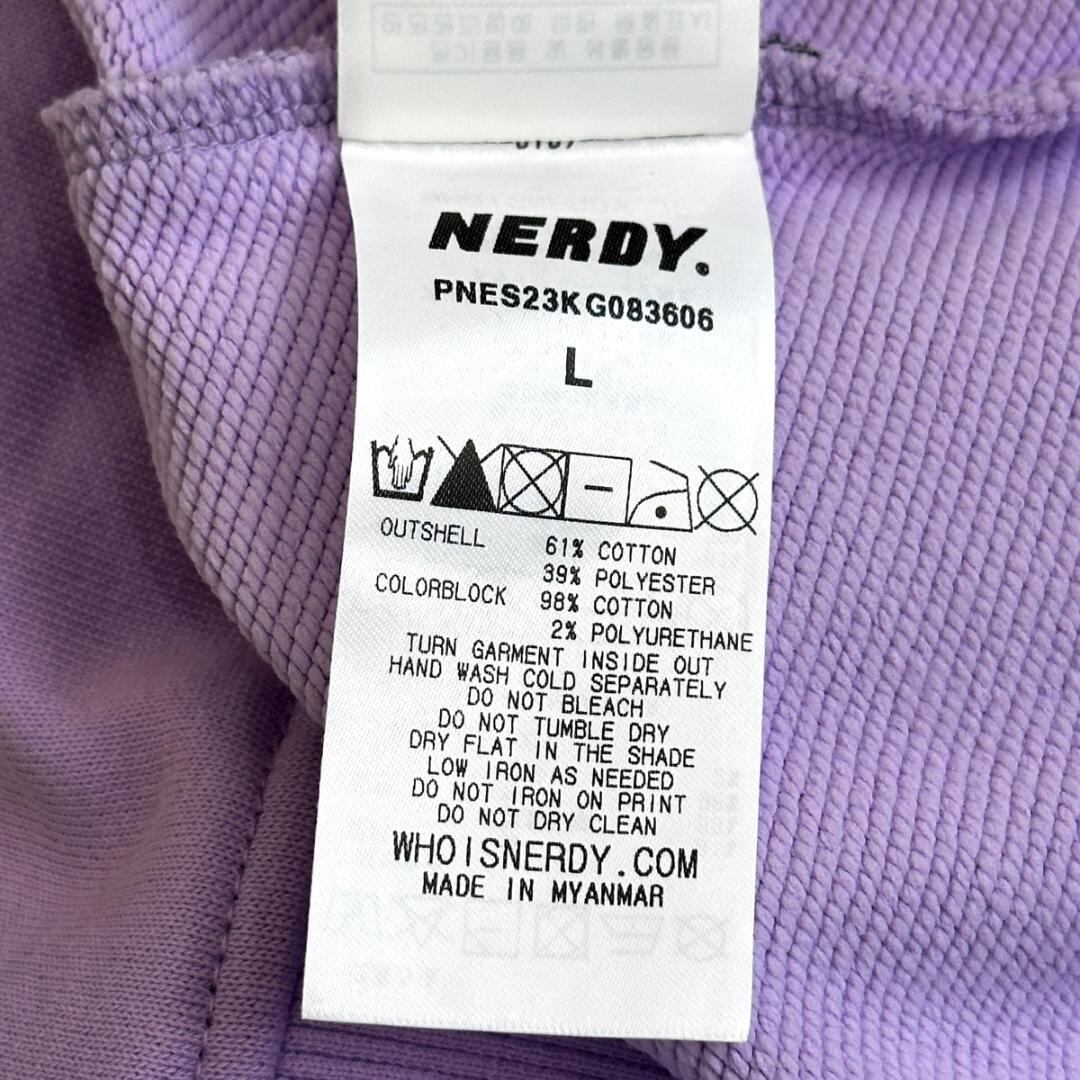 NERDY.
PNES23KG083606
L
OUTSHELL 61% COTTON
39% POLYESTER
COLORBLOCK 98% COTTON
2% POLYURETHANE
TURN GARMENT INSIDE OUT
HAND WASH COLD SEPARATELY
DO NOT BLEACH
DO NOT TUMBLE DRY
DRY FLAT IN THE SHADE
LOW IRON AS NEEDED
DO NOT IRON ON PRINT
DO NOT DRY CLEAN
WHOISNERDY.COM
MADE IN MYANMAR